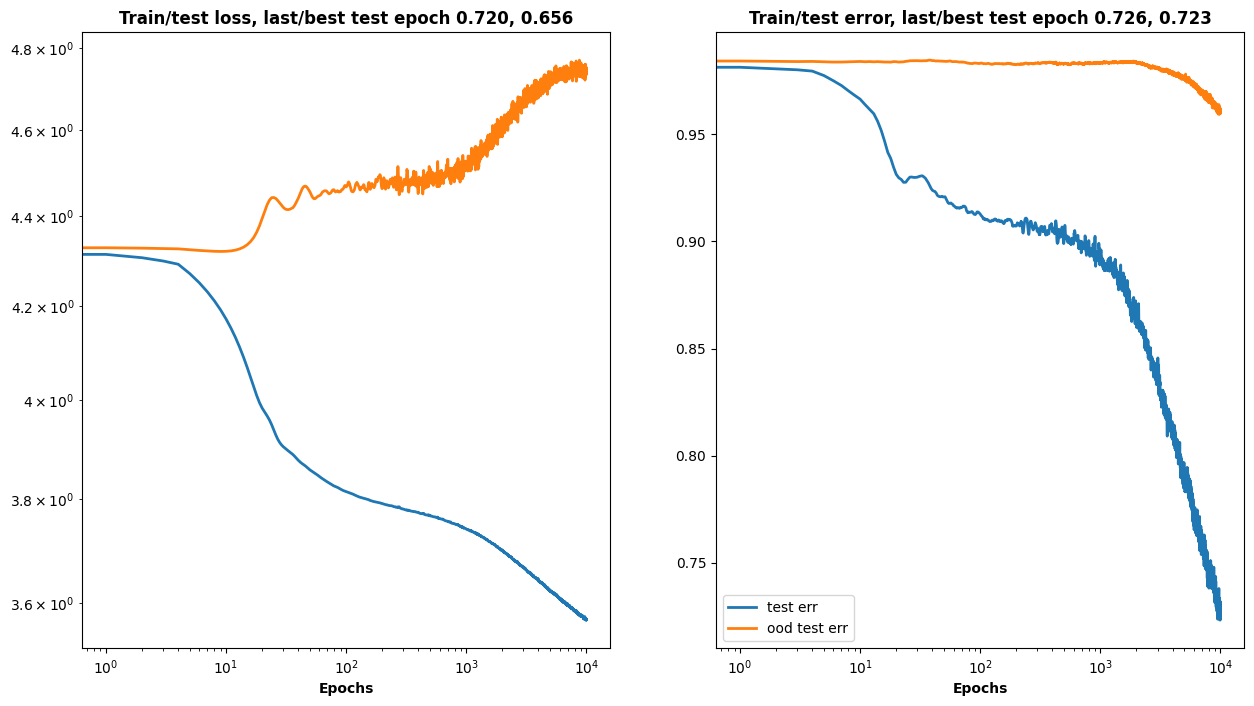 Train/test loss, last/best test epoch 0.720, 0.656
4.8 × 10⁰
4.6 × 10⁰
4.4 × 10⁰
4.2 × 10⁰
4 × 10⁰
3.8 × 10⁰
3.6 × 10⁰
10⁰ 10¹ 10² 10³ 10⁴
Epochs
Train/test error, last/best test epoch 0.726, 0.723
0.95
0.90
0.85
0.80
0.75
test err
ood test err
10⁰ 10¹ 10² 10³ 10⁴
Epochs